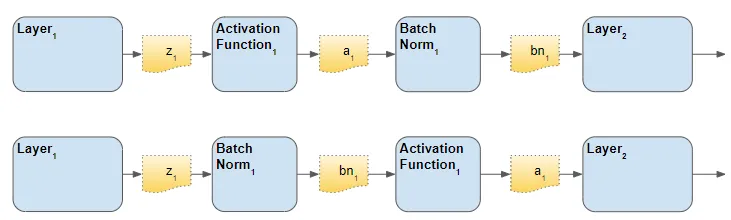 Layer1
z1
Activation
Function1
a1
Batch
Norm1
bn1
Layer2
Layer1
z1
Batch
Norm1
bn1
Activation
Function1
a1
Layer2